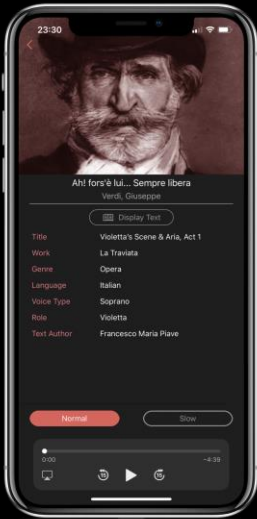 23:30
Ah! fors'è lui... Sempre libera
Verdi, Giuseppe
Display Text
Title Violetta's Scene & Aria, Act 1
Work La Traviata
Genre Opera
Language Italian
Voice Type Soprano
Role Violetta
Text Author Francesco Maria Piave
Normal Slow
0:00 -4:39
15 15